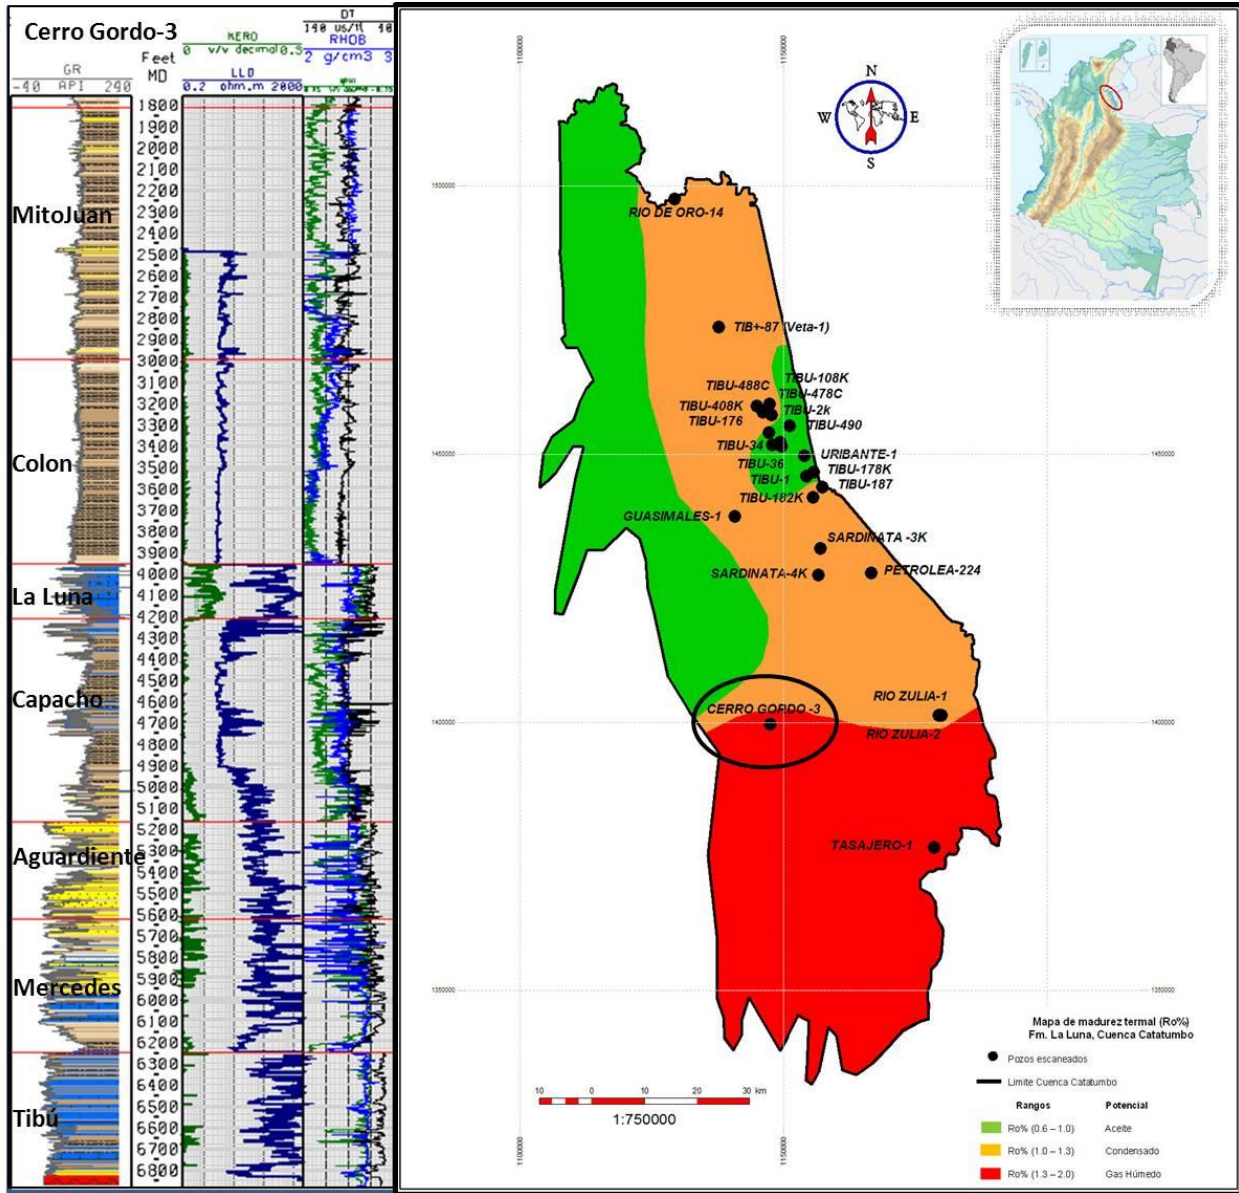 Cerro Gordo-3
GR
-40 API 240
Feet
MD
KERO
0 v/v decimal 0.3
LLD
0.2 ohm.m 2000
DT
140 us/ft 40
RHOB
2 g/cm3 3
1800
1900
2000
2100
2200
MitoJuan
2300
2400
2500
2600
2700
2800
2900
3000
3100
3200
3300
3400
Colon
3500
3600
3700
3800
3900
4000
La Luna
4100
4200
4300
4400
4500
Capacho
4600
4700
4800
4900
5000
5100
5200
Aguardiente
5300
5400
5500
5600
5700
5800
5900
Mercedes
6000
6100
6200
6300
6400
6500
Tibú
6600
6700
6800
1100000
1150000
N
W
E
S
1500000
RIO DE ORO-14
TIB+-87 (Veta-1)
TIBU-108K
TIBU-488C
TIBU-478C
TIBU-408K
TIBU-2k
TIBU-176
TIBU-490
TIBU-34
1450000
1450000
URIBANTE-1
TIBU-36
TIBU-178K
TIBU-1
TIBU-187
TIBU-182K
GUASIMALES-1
SARDINATA -3K
SARDINATA-4K
PETROLEA-224
RIO ZULIA-1
CERRO GORDO -3
1400000
1400000
RIO ZULIA-2
TASAJERO-1
1350000
1350000
Mapa de madurez termal (Ro%)
Fm. La Luna, Cuenca Catatumbo
Pozos escaneados
Limite Cuenca Catatumbo
Rangos Potencial
Ro% (0.6 – 1.0) Aceite
Ro% (1.0 – 1.3) Condensado
Ro% (1.3 – 2.0) Gas Húmedo
10 0 10 20 30 km
1:750000
1100000
1150000